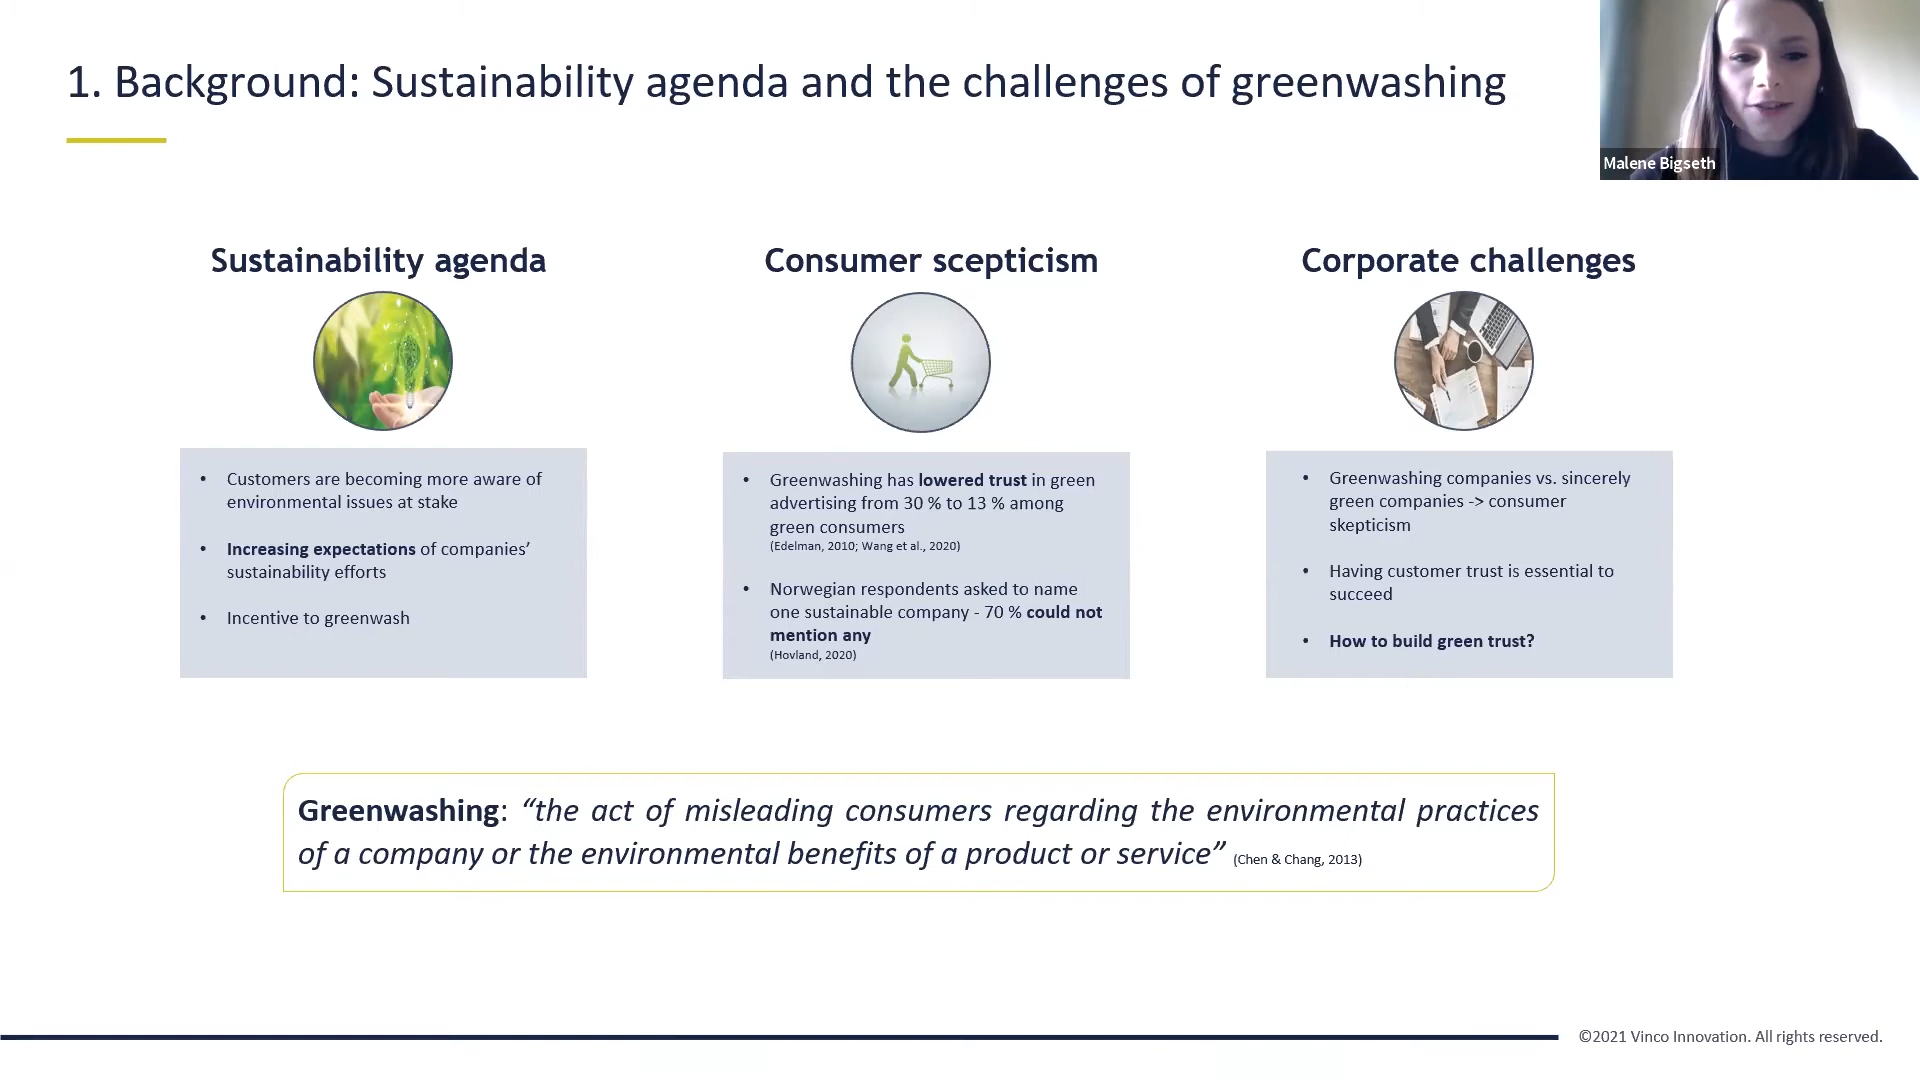 1. Background: Sustainability agenda and the challenges of greenwashing
Malene Bigseth
Sustainability agenda
• Customers are becoming more aware of
environmental issues at stake
• Increasing expectations of companies’
sustainability efforts
• Incentive to greenwash
Consumer scepticism
• Greenwashing has lowered trust in green
advertising from 30 % to 13 % among
green consumers
(Edelman, 2010; Wang et al., 2020)
• Norwegian respondents asked to name
one sustainable company - 70 % could not
mention any
(Hovland, 2020)
Corporate challenges
• Greenwashing companies vs. sincerely
green companies -> consumer
skepticism
• Having customer trust is essential to
succeed
• How to build green trust?
Greenwashing: “the act of misleading consumers regarding the environmental practices
of a company or the environmental benefits of a product or service” (Chen & Chang, 2013)
©2021 Vinco Innovation. All rights reserved.